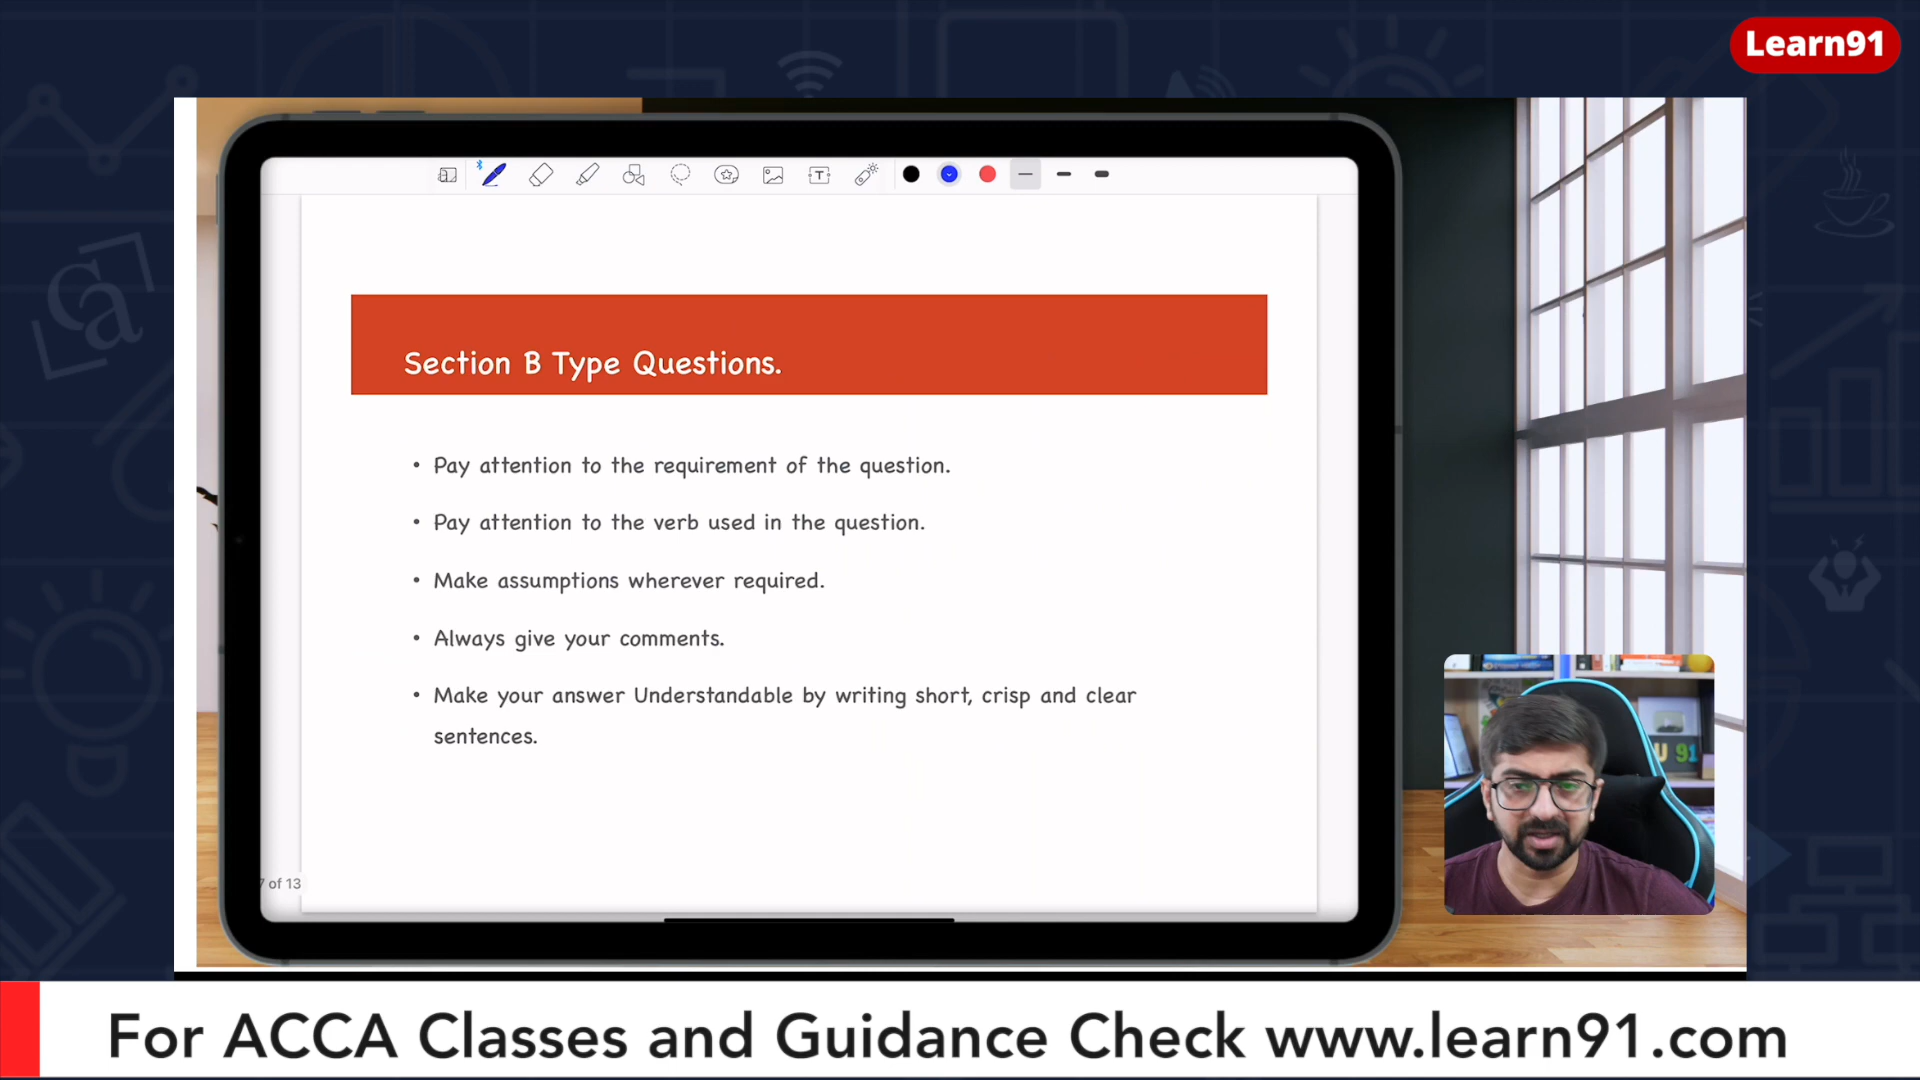 Learn91
Section B Type Questions.
• Pay attention to the requirement of the question.
• Pay attention to the verb used in the question.
• Make assumptions wherever required.
• Always give your comments.
• Make your answer Understandable by writing short, crisp and clear
sentences.
7 of 13
U 91
For ACCA Classes and Guidance Check www.learn91.com